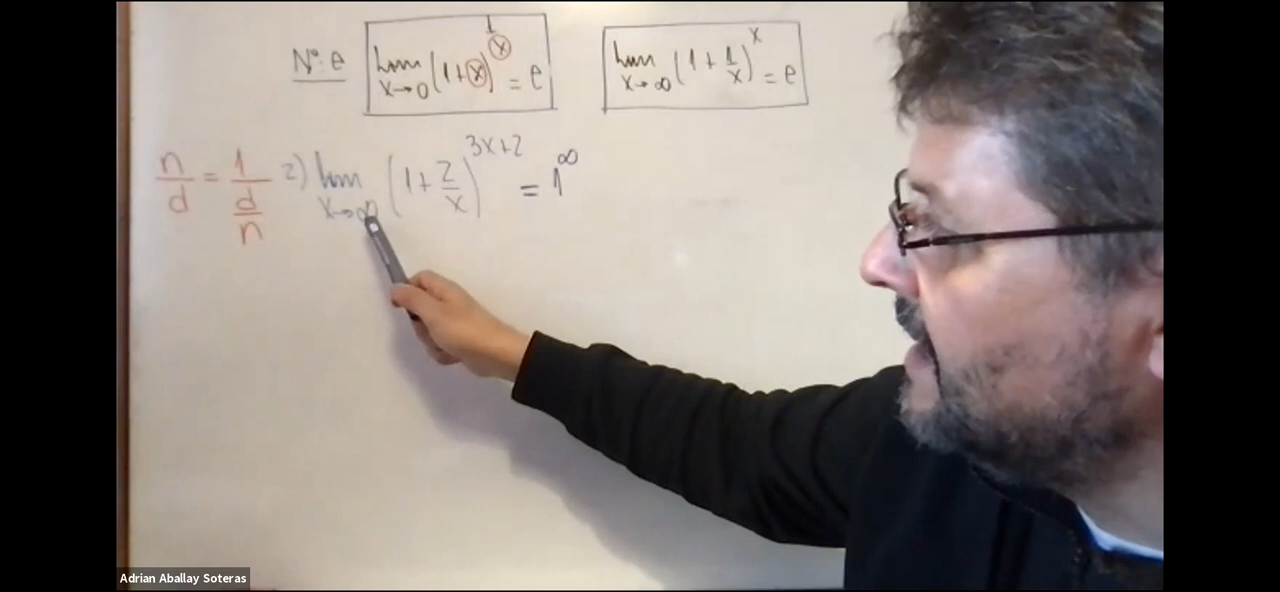 Nº: e
lim (1 + x)^(1/x) = e
x→0
lim (1 + 1/x)^x = e
x→∞
n/d = 1/(d/n)
2) lim (1 + 2/x)^(3x+2) = 1^∞
x→∞
Adrian Aballay Soteras